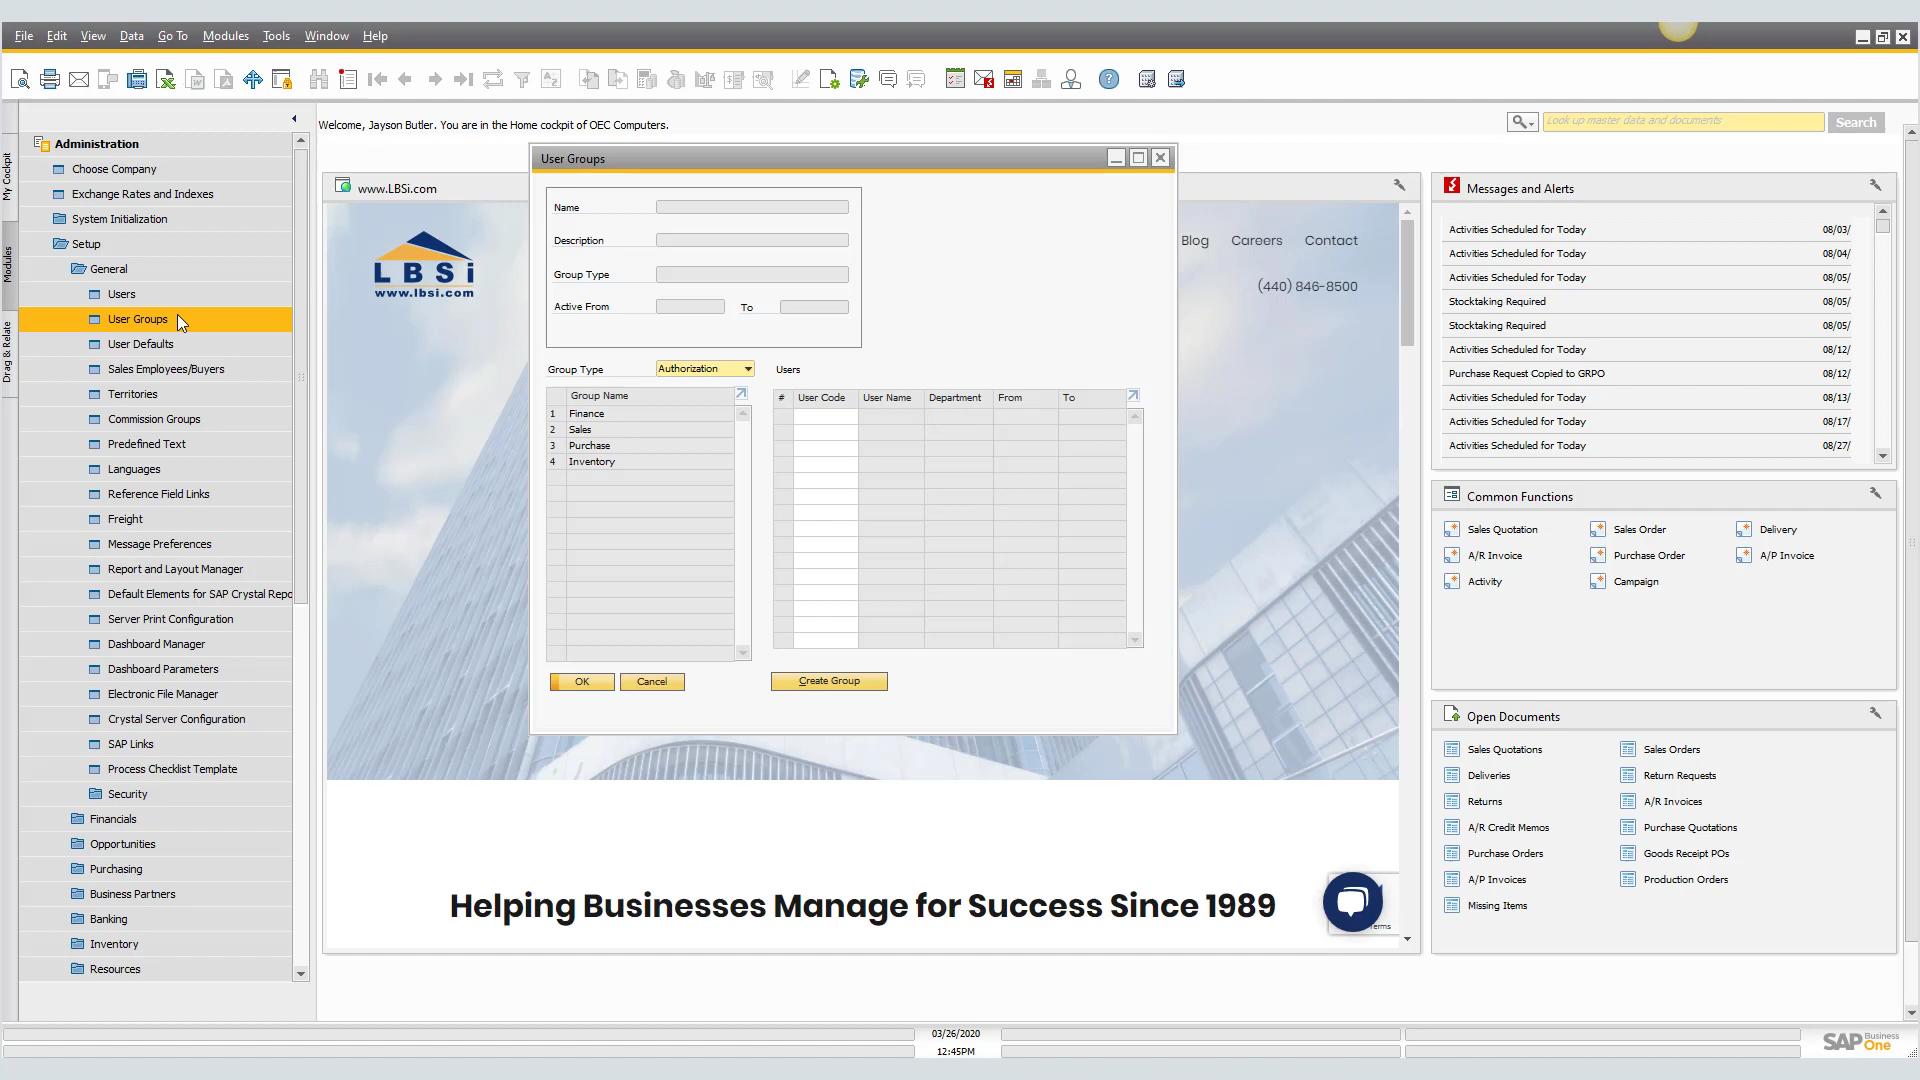 File Edit View Data Go To Modules Tools Window Help
Welcome, Jayson Butler. You are in the Home cockpit of OEC Computers.
Look up master data and documents
Search
My Cockpit
Modules
Drag & Relate
Administration
Choose Company
Exchange Rates and Indexes
System Initialization
Setup
General
Users
User Groups
User Defaults
Sales Employees/Buyers
Territories
Commission Groups
Predefined Text
Languages
Reference Field Links
Freight
Message Preferences
Report and Layout Manager
Default Elements for SAP Crystal Repo
Server Print Configuration
Dashboard Manager
Dashboard Parameters
Electronic File Manager
Crystal Server Configuration
SAP Links
Process Checklist Template
Security
Financials
Opportunities
Purchasing
Business Partners
Banking
Inventory
Resources
www.LBSi.com
LBSi
www.lbsi.com
Blog Careers Contact
(440) 846-8500
User Groups
Name
Description
Group Type
Active From To
Group Type Authorization
Group Name
1 Finance
2 Sales
3 Purchase
4 Inventory
Users
# User Code User Name Department From To
OK Cancel Create Group
Helping Businesses Manage for Success Since 1989
Terms
Messages and Alerts
Activities Scheduled for Today 08/03/
Activities Scheduled for Today 08/04/
Activities Scheduled for Today 08/05/
Stocktaking Required 08/05/
Stocktaking Required 08/05/
Activities Scheduled for Today 08/12/
Purchase Request Copied to GRPO 08/12/
Activities Scheduled for Today 08/13/
Activities Scheduled for Today 08/17/
Activities Scheduled for Today 08/27/
Common Functions
Sales Quotation Sales Order Delivery
A/R Invoice Purchase Order A/P Invoice
Activity Campaign
Open Documents
Sales Quotations Sales Orders
Deliveries Return Requests
Returns A/R Invoices
A/R Credit Memos Purchase Quotations
Purchase Orders Goods Receipt POs
A/P Invoices Production Orders
Missing Items
03/26/2020
12:45PM
SAP Business One